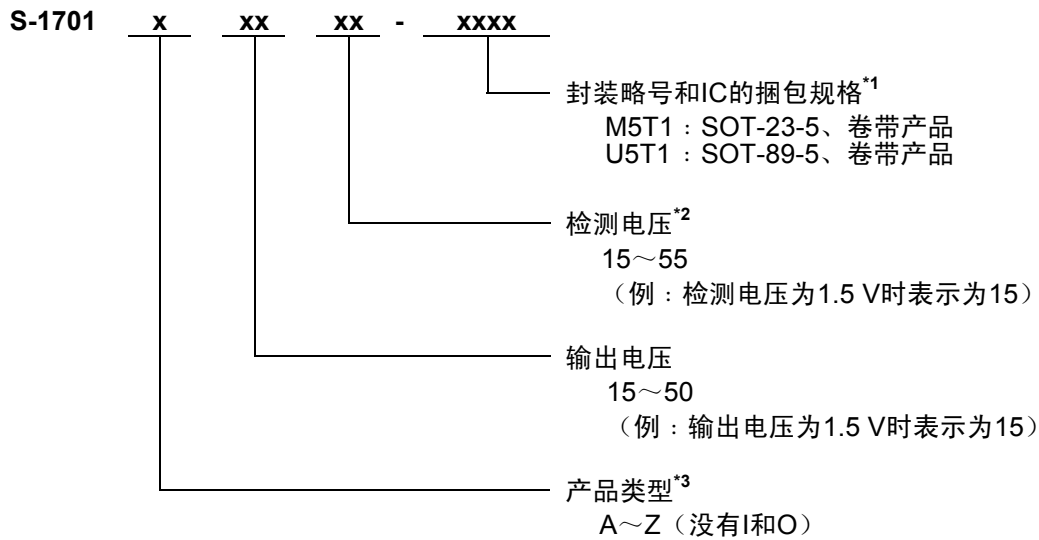 S-1701 x xx xx - xxxx
封装略号和IC的捆包规格*1
M5T1：SOT-23-5、卷带产品
U5T1：SOT-89-5、卷带产品
检测电压*2
15～55
（例：检测电压为1.5 V时表示为15）
输出电压
15～50
（例：输出电压为1.5 V时表示为15）
产品类型*3
A～Z（没有I和O）